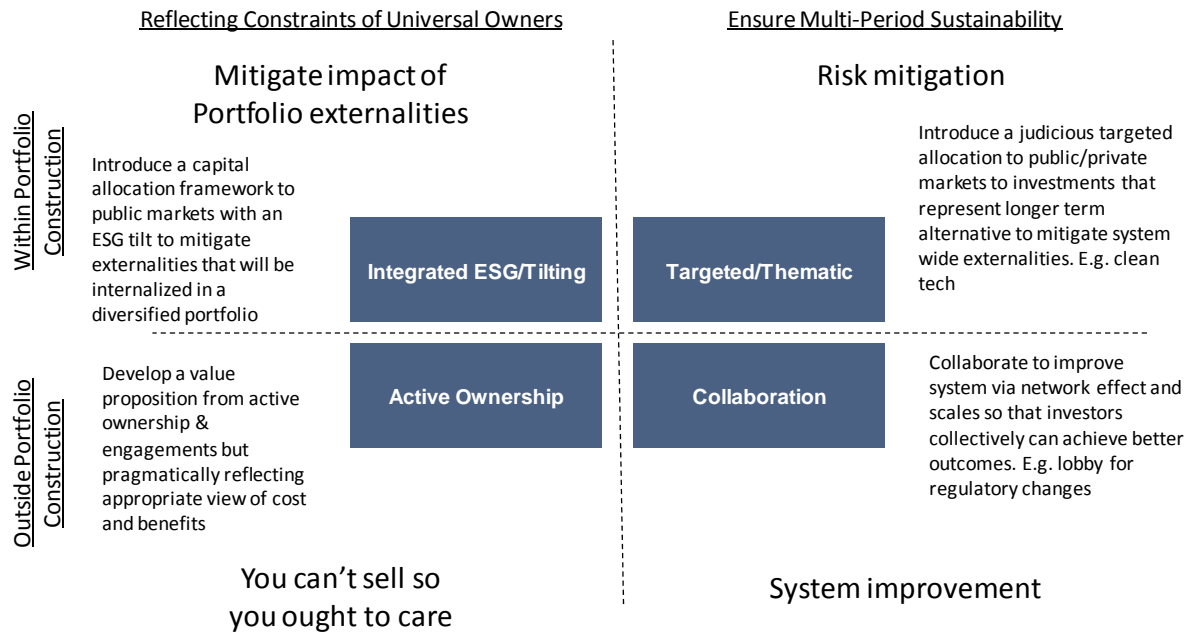 Reflecting Constraints of Universal Owners
Ensure Multi-Period Sustainability
Within Portfolio
Construction
Mitigate impact of
Portfolio externalities
Introduce a capital
allocation framework to
public markets with an
ESG tilt to mitigate
externalities that will be
internalized in a
diversified portfolio
Integrated ESG/Tilting
Risk mitigation
Targeted/Thematic
Introduce a judicious targeted
allocation to public/private
markets to investments that
represent longer term
alternative to mitigate system
wide externalities. E.g. clean
tech
Outside Portfolio
Construction
Develop a value
proposition from active
ownership &
engagements but
pragmatically reflecting
appropriate view of cost
and benefits
Active Ownership
You can’t sell so
you ought to care
Collaboration
Collaborate to improve
system via network effect and
scales so that investors
collectively can achieve better
outcomes. E.g. lobby for
regulatory changes
System improvement